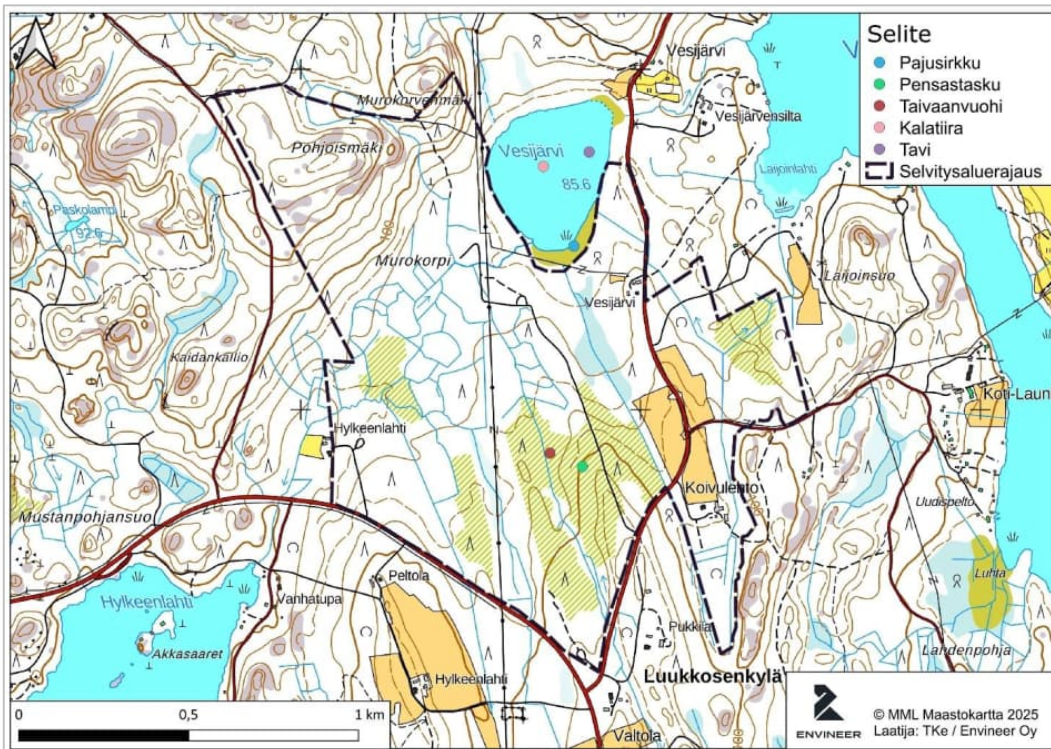 Selite
Pajusirkku
Pensastasku
Taivaanvuohi
Kalatiira
Tavi
Selvitysaluerajaus
Vesijärvi
V
Murokorvenmäki
Vesijärvensilta
Pohjoismäki
Vesijärvi
85.6
Laijoinlahti
Paskolampi
92.6
100
Murokorpi
Laijoinsuo
Vesijärvi
Kaidankallio
Koti-Laun
Hylkeenlahti
N
Koivulehto
Uudispelto
Mustanpohjansuo
Peltola
Luhta
Hylkeenlahti
Vanhatupa
Pukkila
Akkasaaret
Lahdenpohja
Hylkeenlahti
Luukkosenkylä
Valtola
0 0,5 1 km
ENVINEER
© MML Maastokartta 2025
Laatija: TKe / Envineer Oy